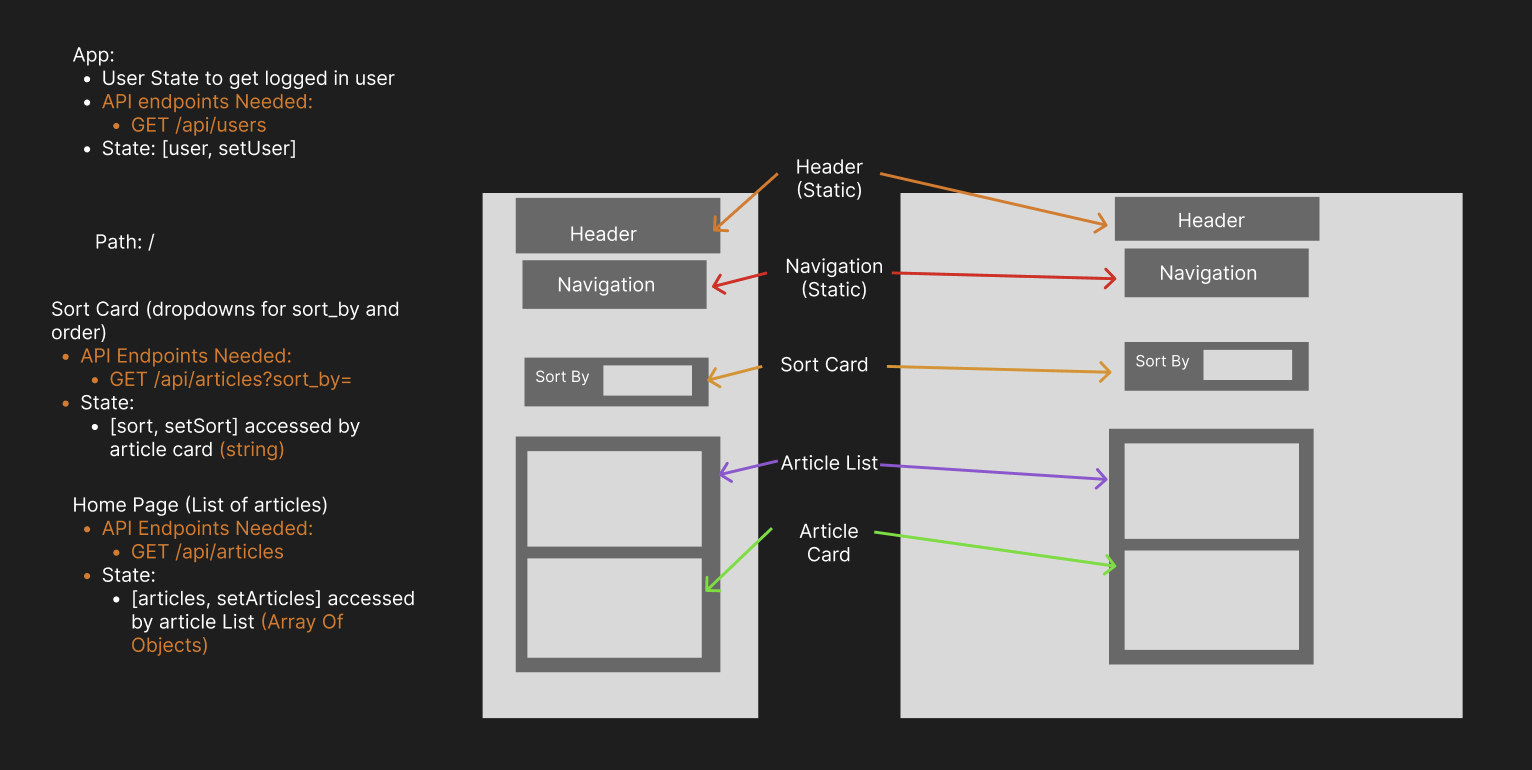 App:
• User State to get logged in user
• API endpoints Needed:
• GET /api/users
• State: [user, setUser]
Path: /
Sort Card (dropdowns for sort_by and
order)
• API Endpoints Needed:
• GET /api/articles?sort_by=
• State:
• [sort, setSort] accessed by
article card (string)
Home Page (List of articles)
• API Endpoints Needed:
• GET /api/articles
• State:
• [articles, setArticles] accessed
by article List (Array Of
Objects)
Header
Navigation
Sort By
Header
(Static)
Navigation
(Static)
Sort Card
Article List
Article
Card
Header
Navigation
Sort By